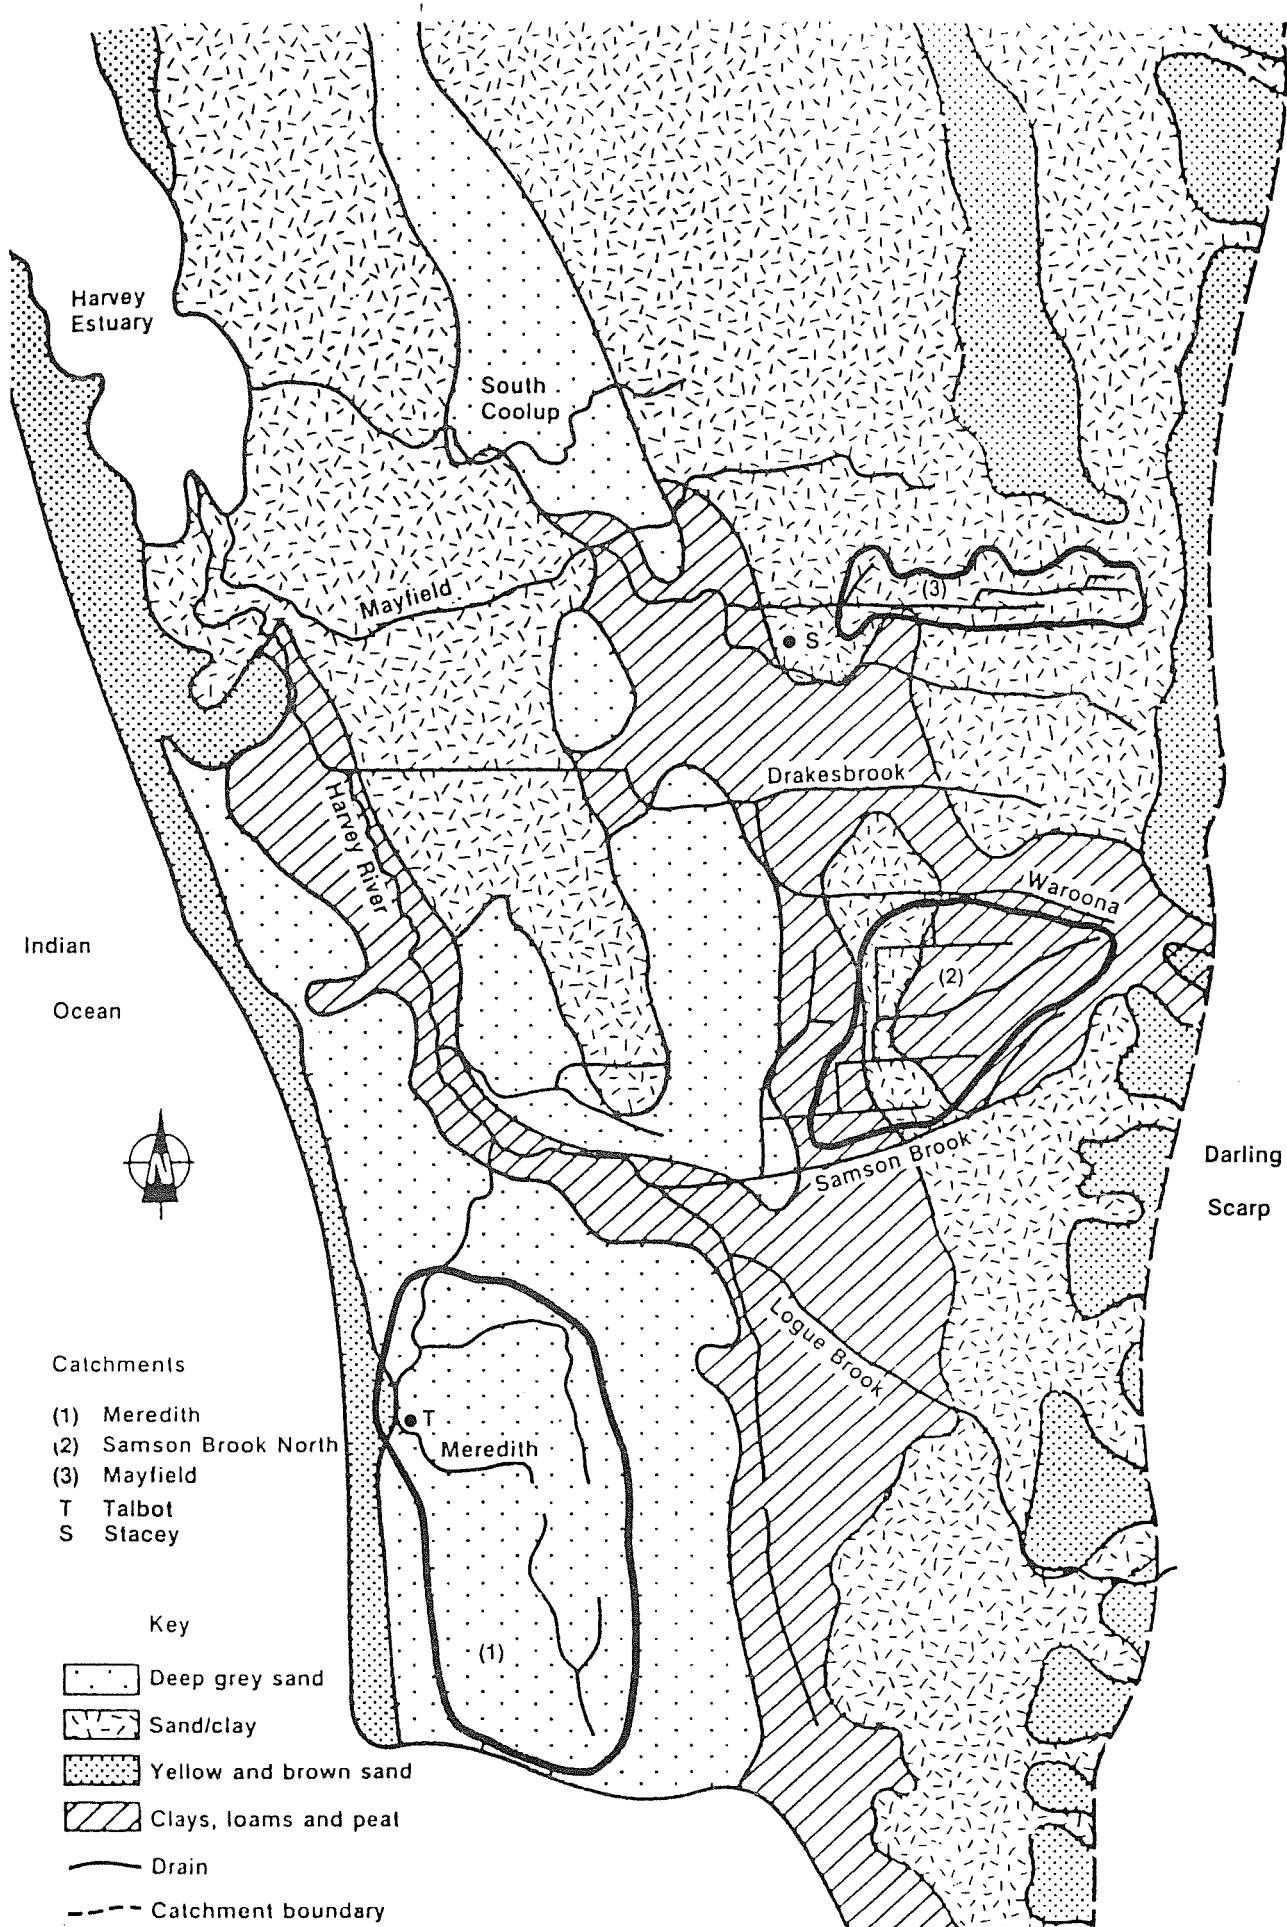 Harvey
Estuary
South
Coolup
Mayfield
(3)
S
Drakesbrook
Harvey River
Waroona
(2)
Indian
Ocean
N
Samson Brook
Darling
Scarp
Logue Brook
T
Meredith
(1)
Catchments
(1) Meredith
(2) Samson Brook North
(3) Mayfield
T Talbot
S Stacey
Key
Deep grey sand
Sand/clay
Yellow and brown sand
Clays, loams and peat
Drain
Catchment boundary